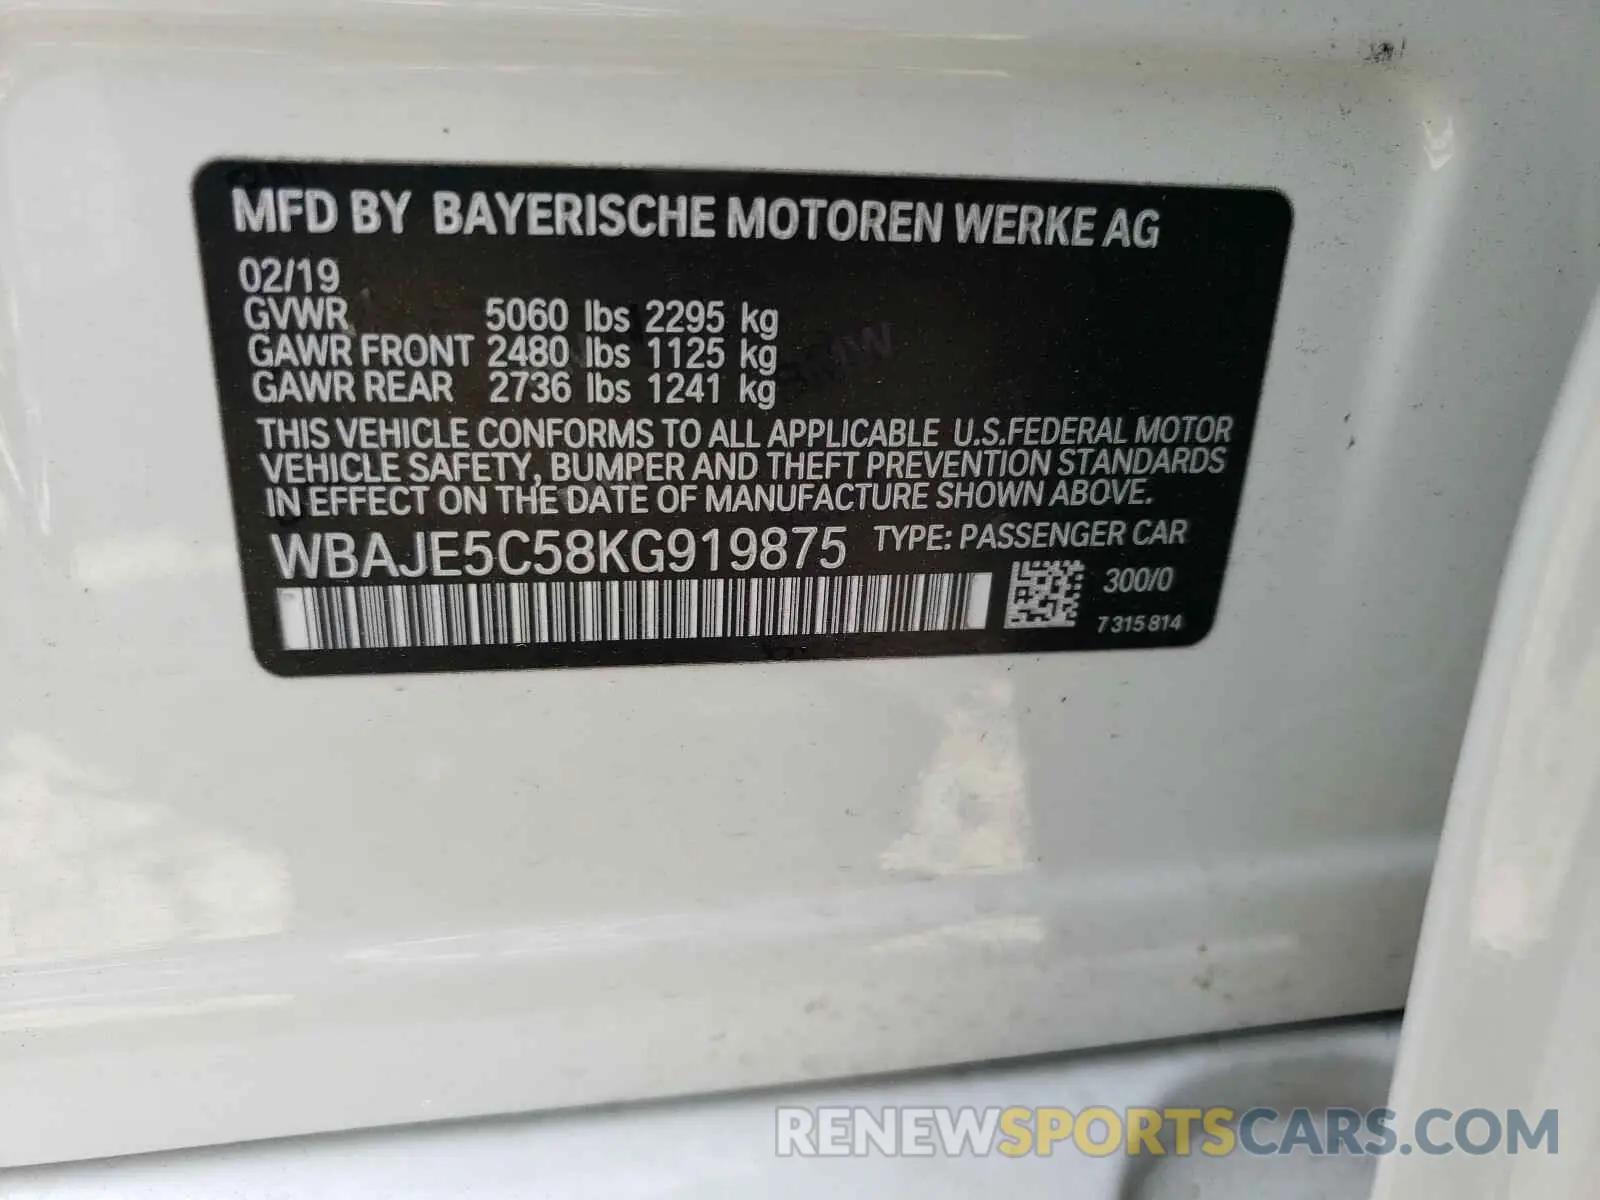 MFD BY BAYERISCHE MOTOREN WERKE AG
02/19
GVWR 5060 lbs 2295 kg
GAWR FRONT 2480 lbs 1125 kg
GAWR REAR 2736 lbs 1241 kg
THIS VEHICLE CONFORMS TO ALL APPLICABLE U.S.FEDERAL MOTOR
VEHICLE SAFETY, BUMPER AND THEFT PREVENTION STANDARDS
IN EFFECT ON THE DATE OF MANUFACTURE SHOWN ABOVE.
WBAJE5C58KG919875 TYPE: PASSENGER CAR
300/0
7 315 814
RENEWSPORTSCARS.COM